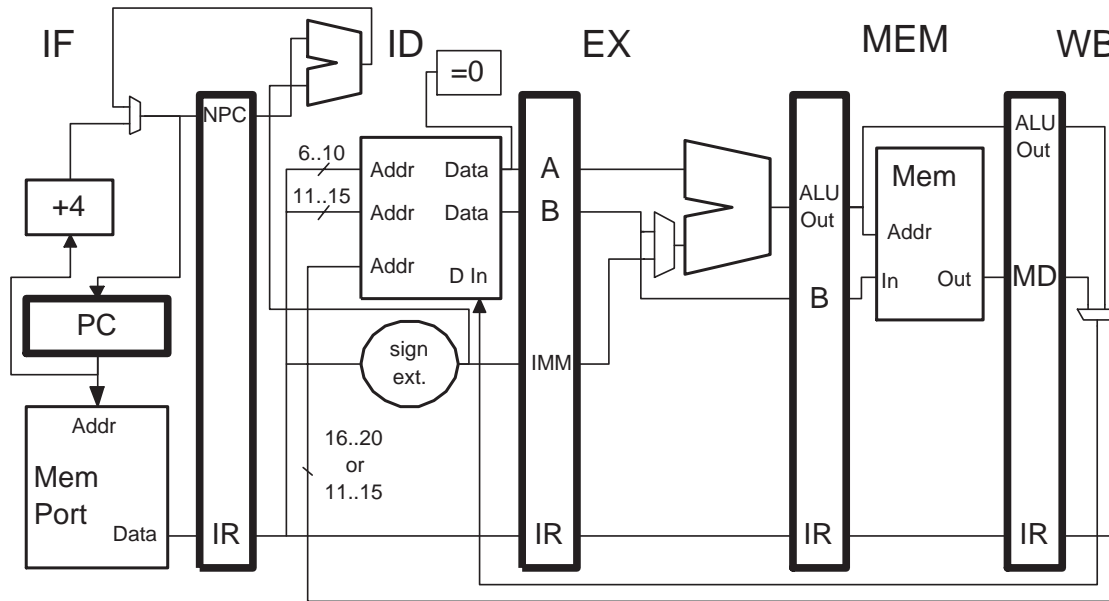 IF
ID
EX
MEM
WB
=0
NPC
6..10
11..15
Addr
Data
Addr
Data
Addr
D In
A
B
ALU
Out
Mem
Addr
In
Out
ALU
Out
MD
+4
PC
B
sign
ext.
IMM
Addr
Mem
Port
Data
16..20
or
11..15
IR
IR
IR
IR